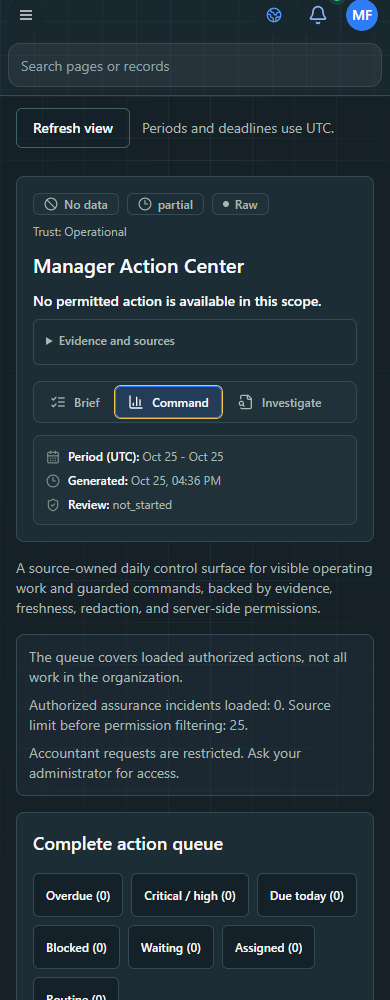 MF
Search pages or records
Refresh view
Periods and deadlines use UTC.
No data
partial
Raw
Trust: Operational
Manager Action Center
No permitted action is available in this scope.
Evidence and sources
Brief
Command
Investigate
Period (UTC): Oct 25 - Oct 25
Generated: Oct 25, 04:36 PM
Review: not_started
A source-owned daily control surface for visible operating
work and guarded commands, backed by evidence,
freshness, redaction, and server-side permissions.
The queue covers loaded authorized actions, not all
work in the organization.
Authorized assurance incidents loaded: 0. Source
limit before permission filtering: 25.
Accountant requests are restricted. Ask your
administrator for access.
Complete action queue
Overdue (0)
Critical / high (0)
Due today (0)
Blocked (0)
Waiting (0)
Assigned (0)
Routine (0)